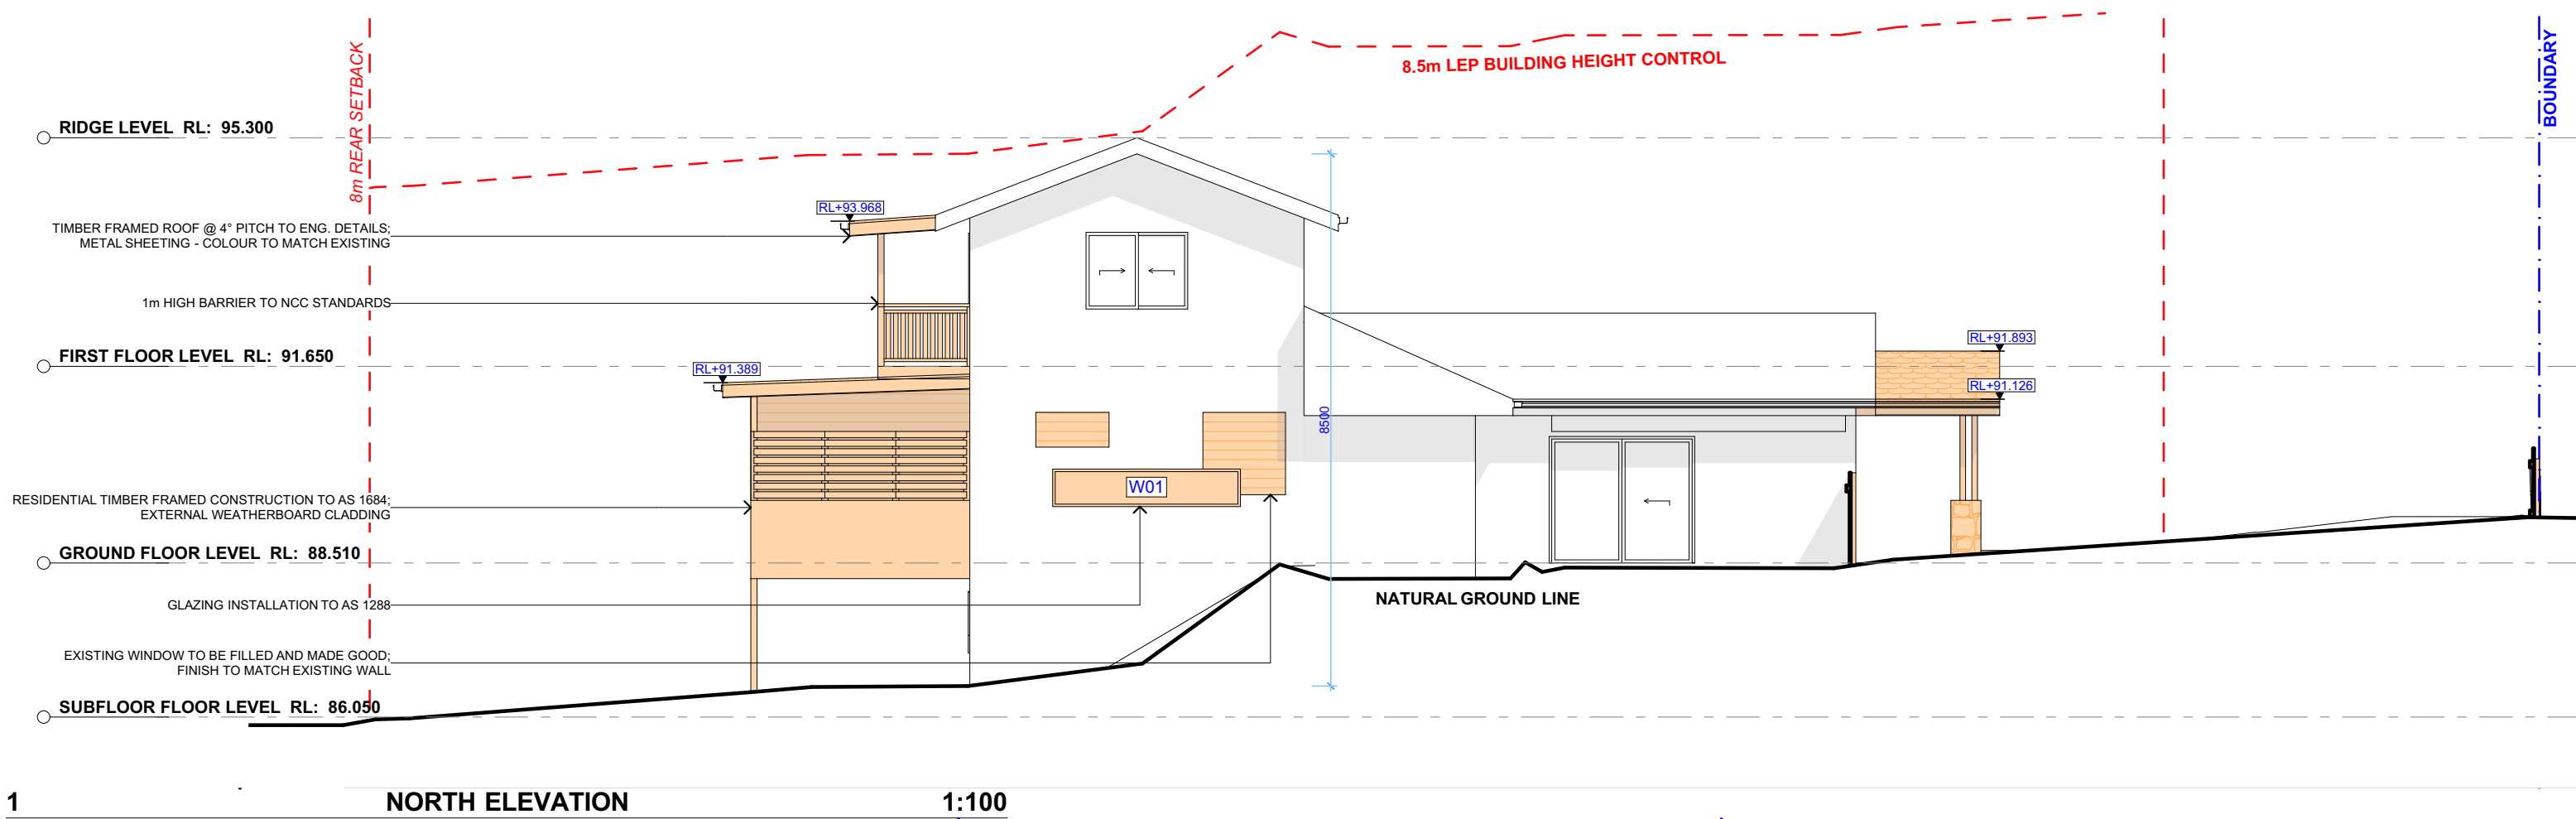 8m REAR SETBACK
8.5m LEP BUILDING HEIGHT CONTROL
BOUNDARY
RIDGE LEVEL RL: 95.300
RL+93.968
TIMBER FRAMED ROOF @ 4° PITCH TO ENG. DETAILS;
METAL SHEETING - COLOUR TO MATCH EXISTING
1m HIGH BARRIER TO NCC STANDARDS
RL+91.893
FIRST FLOOR LEVEL RL: 91.650
RL+91.389
RL+91.126
8500
W01
RESIDENTIAL TIMBER FRAMED CONSTRUCTION TO AS 1684;
EXTERNAL WEATHERBOARD CLADDING
GROUND FLOOR LEVEL RL: 88.510
NATURAL GROUND LINE
GLAZING INSTALLATION TO AS 1288
EXISTING WINDOW TO BE FILLED AND MADE GOOD;
FINISH TO MATCH EXISTING WALL
SUBFLOOR FLOOR LEVEL RL: 86.050
1 NORTH ELEVATION 1:100